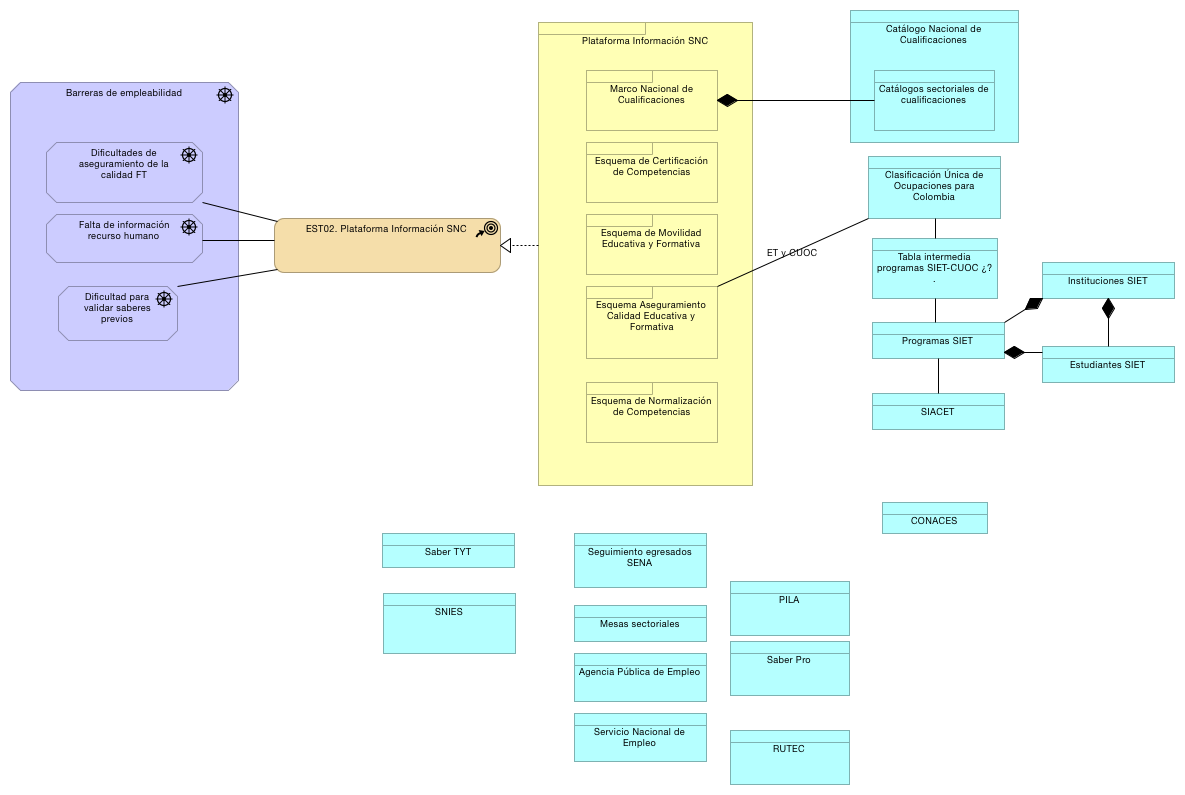 Barreras de empleabilidad
Dificultades de
aseguramiento de la
calidad FT
Falta de información
recurso humano
Dificultad para
validar saberes
previos
EST02. Plataforma Información SNC
Plataforma Información SNC
Marco Nacional de
Cualificaciones
Esquema de Certificación
de Competencias
Esquema de Movilidad
Educativa y Formativa
Esquema Aseguramiento
Calidad Educativa y
Formativa
Esquema de Normalización
de Competencias
ET y CUOC
Catálogo Nacional de
Cualificaciones
Catálogos sectoriales de
cualificaciones
Clasificación Única de
Ocupaciones para
Colombia
Tabla intermedia
programas SIET-CUOC ¿?
.
Programas SIET
SIACET
Instituciones SIET
Estudiantes SIET
CONACES
Saber TYT
SNIES
Seguimiento egresados
SENA
Mesas sectoriales
Agencia Pública de Empleo
Servicio Nacional de
Empleo
PILA
Saber Pro
RUTEC